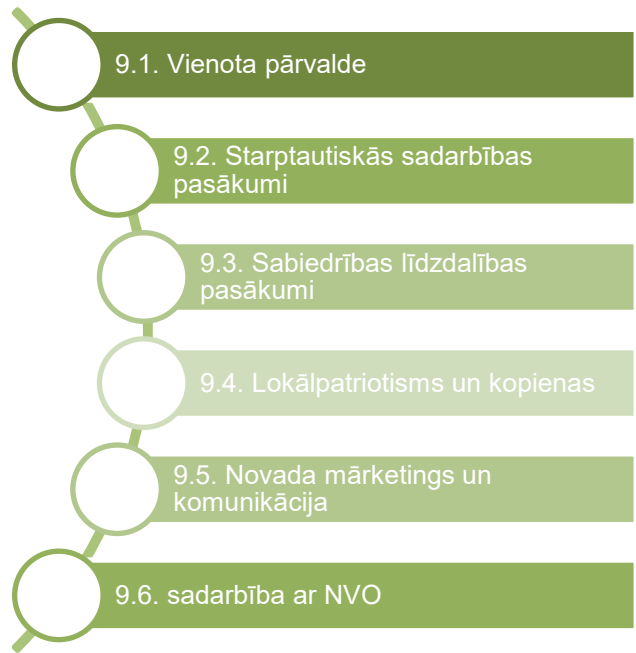 9.1. Vienota pārvalde
9.2. Starptautiskās sadarbības
pasākumi
9.3. Sabiedrības līdzdalības
pasākumi
9.4. Lokālpatriotisms un kopienas
9.5. Novada mārketings un
komunikācija
9.6. sadarbība ar NVO